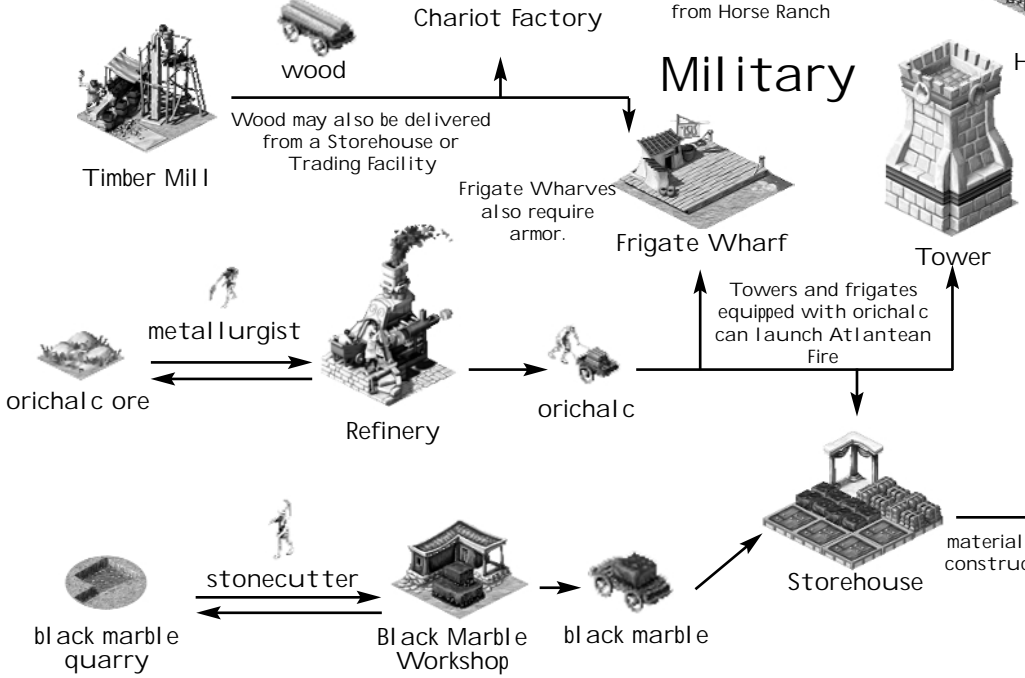 Chariot Factory
from Horse Ranch
wood
Military
H
Wood may also be delivered
from a Storehouse or
Trading Facility
Timber Mill
Frigate Wharves
also require
armor.
Frigate Wharf
Tower
Towers and frigates
equipped with orichalc
can launch Atlantean
Fire
metallurgist
orichalc ore
orichalc
Refinery
stonecutter
Storehouse
material
construc
black marble
quarry
Black Marble
Workshop
black marble